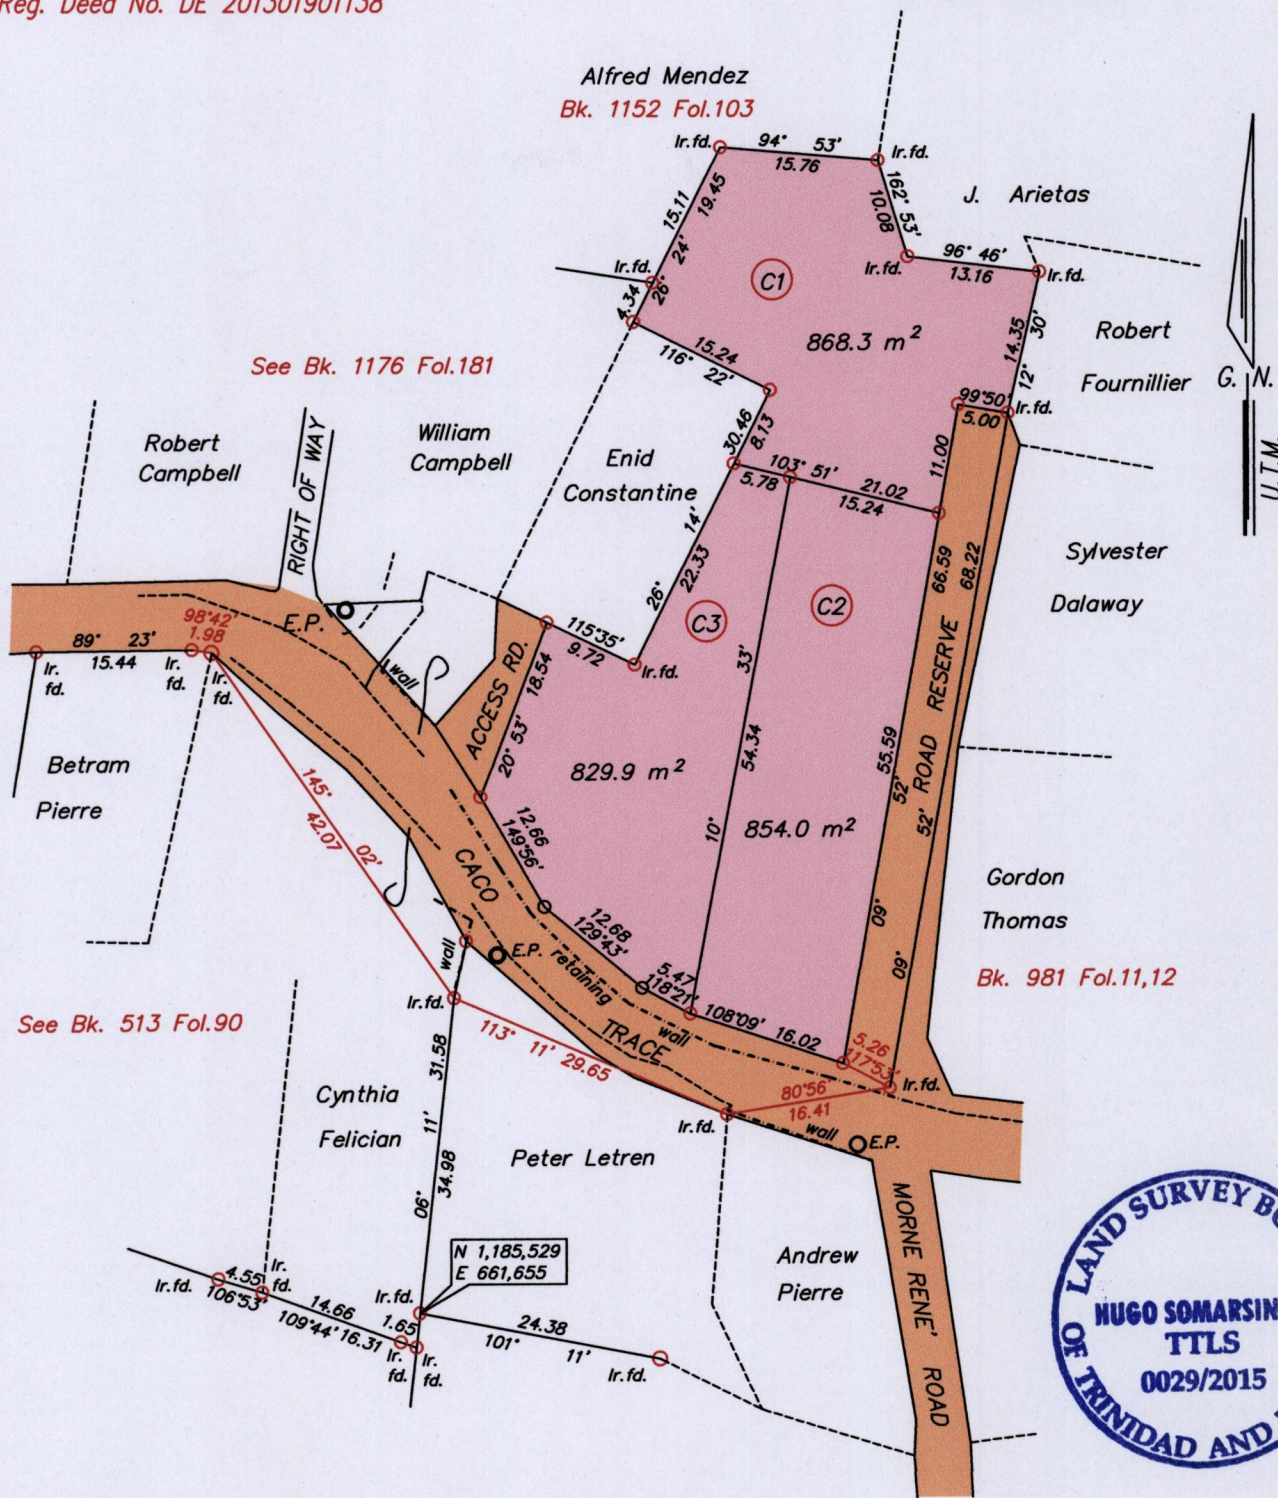 Reg. Deed No. DE 201301901138
Alfred Mendez
Bk. 1152 Fol.103
Ir.fd.
94° 53'
15.76
Ir.fd.
162° 53'
10.08
J. Arietas
15.11
19.45
26° 24'
Ir.fd.
4.34
Ir.fd.
96° 46'
13.16
Ir.fd.
C1
868.3 m²
14.35
12° 30'
Robert
Fournillier
G. N.
U.T.M.
See Bk. 1176 Fol.181
15.24
116° 22'
99°50'
5.00
Ir.fd.
Robert
Campbell
RIGHT OF WAY
William
Campbell
Enid
Constantine
30.46
8.13
103° 51'
5.78
21.02
15.24
11.00
26° 14'
22.33
66.59
68.22
Sylvester
Dalaway
C2
C3
98°42'
1.98
E.P.
89° 23'
15.44
Ir.
fd.
Ir.
fd.
Ir.
fd.
wall
ACCESS RD.
115°35'
9.72
Ir.fd.
18.54
20° 53'
10° 33'
54.34
55.59
09° 52'
09° 52'
ROAD RESERVE
Betram
Pierre
829.9 m²
854.0 m²
145° 02'
42.07
12.66
149°56'
CACO
Gordon
Thomas
Bk. 981 Fol.11,12
12.68
129°43'
wall
E.P.
retaining
wall
5.47
118°21'
108°09' 16.02
5.26
117°53'
Ir.fd.
See Bk. 513 Fol.90
Ir.fd.
113° 11' 29.65
TRACE
80°56'
16.41
Ir.fd.
wall
E.P.
31.58
06° 11'
34.98
Cynthia
Felician
Peter Letren
MORNE RENE' ROAD
Andrew
Pierre
N 1,185,529
E 661,655
Ir.fd.
4.55
106°53'
Ir.
fd.
14.66
109°44' 16.31
Ir.fd.
1.65
Ir.
fd.
Ir.
fd.
24.38
101° 11'
Ir.fd.
LAND SURVEY
OF TRINIDAD AND
HUGO
TTLS
0029/2015